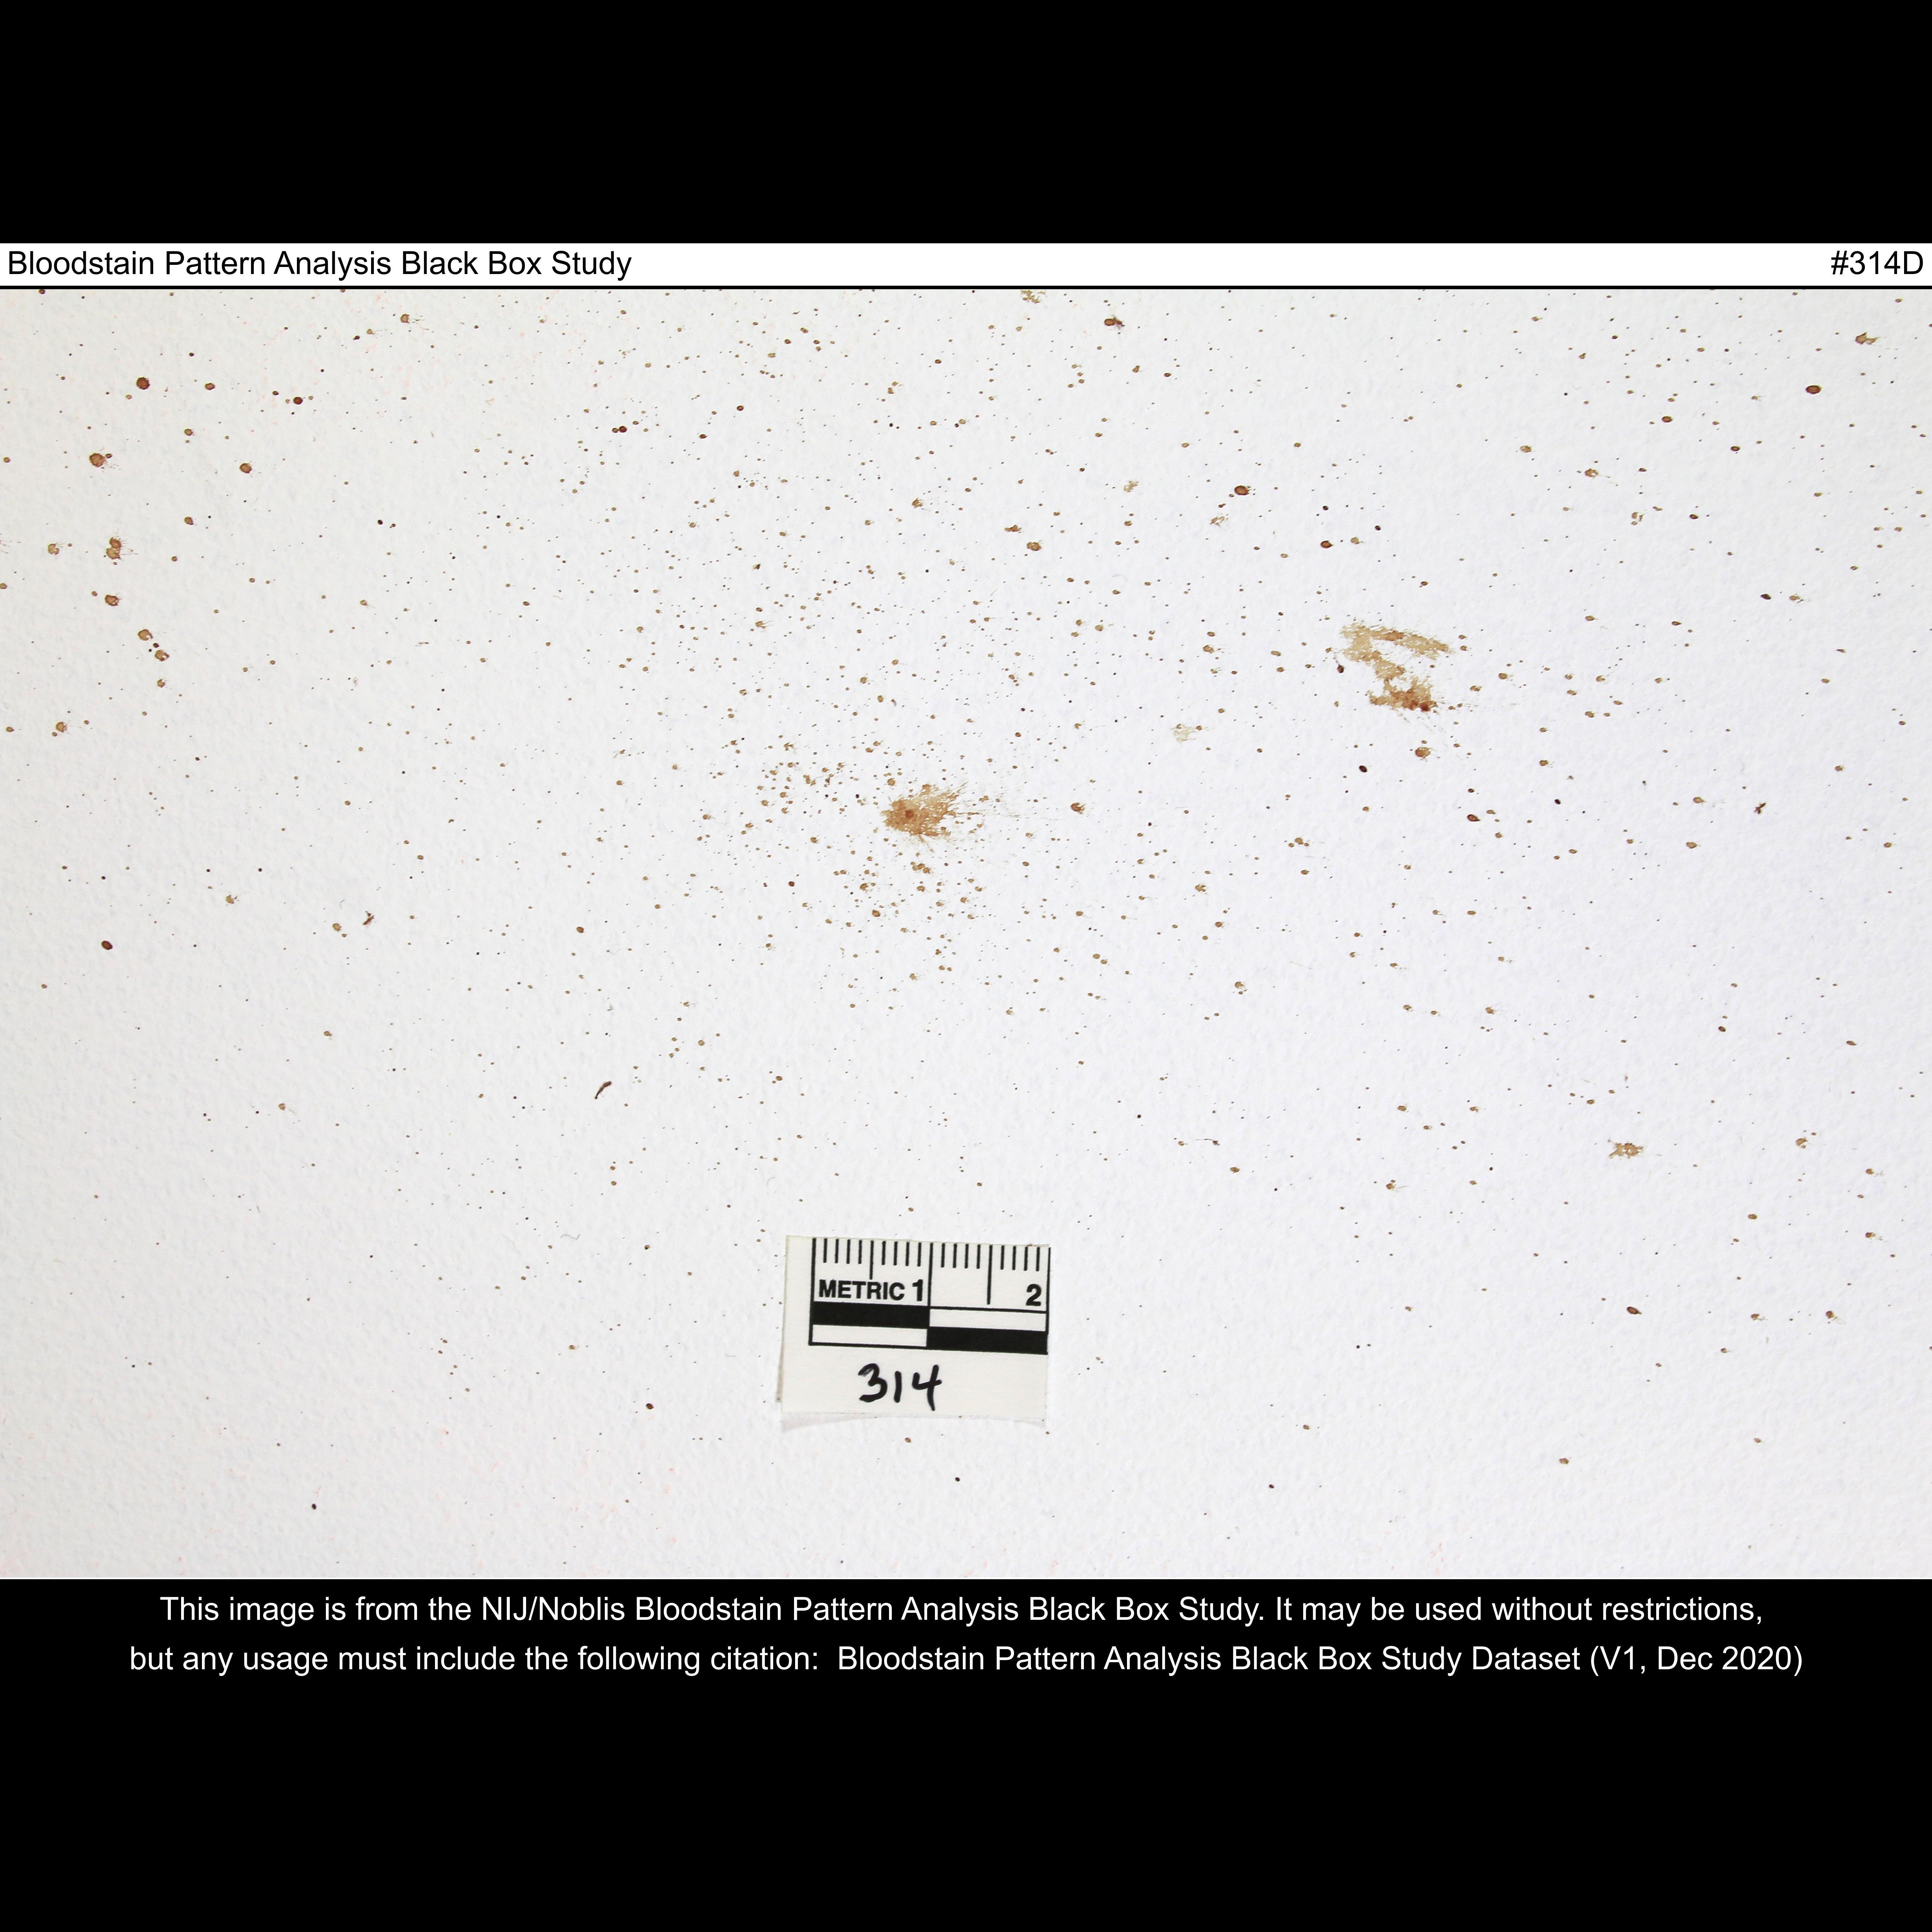 Bloodstain Pattern Analysis Black Box Study #314D
METRIC 1 2
314
This image is from the NIJ/Noblis Bloodstain Pattern Analysis Black Box Study. It may be used without restrictions,
but any usage must include the following citation: Bloodstain Pattern Analysis Black Box Study Dataset (V1, Dec 2020)